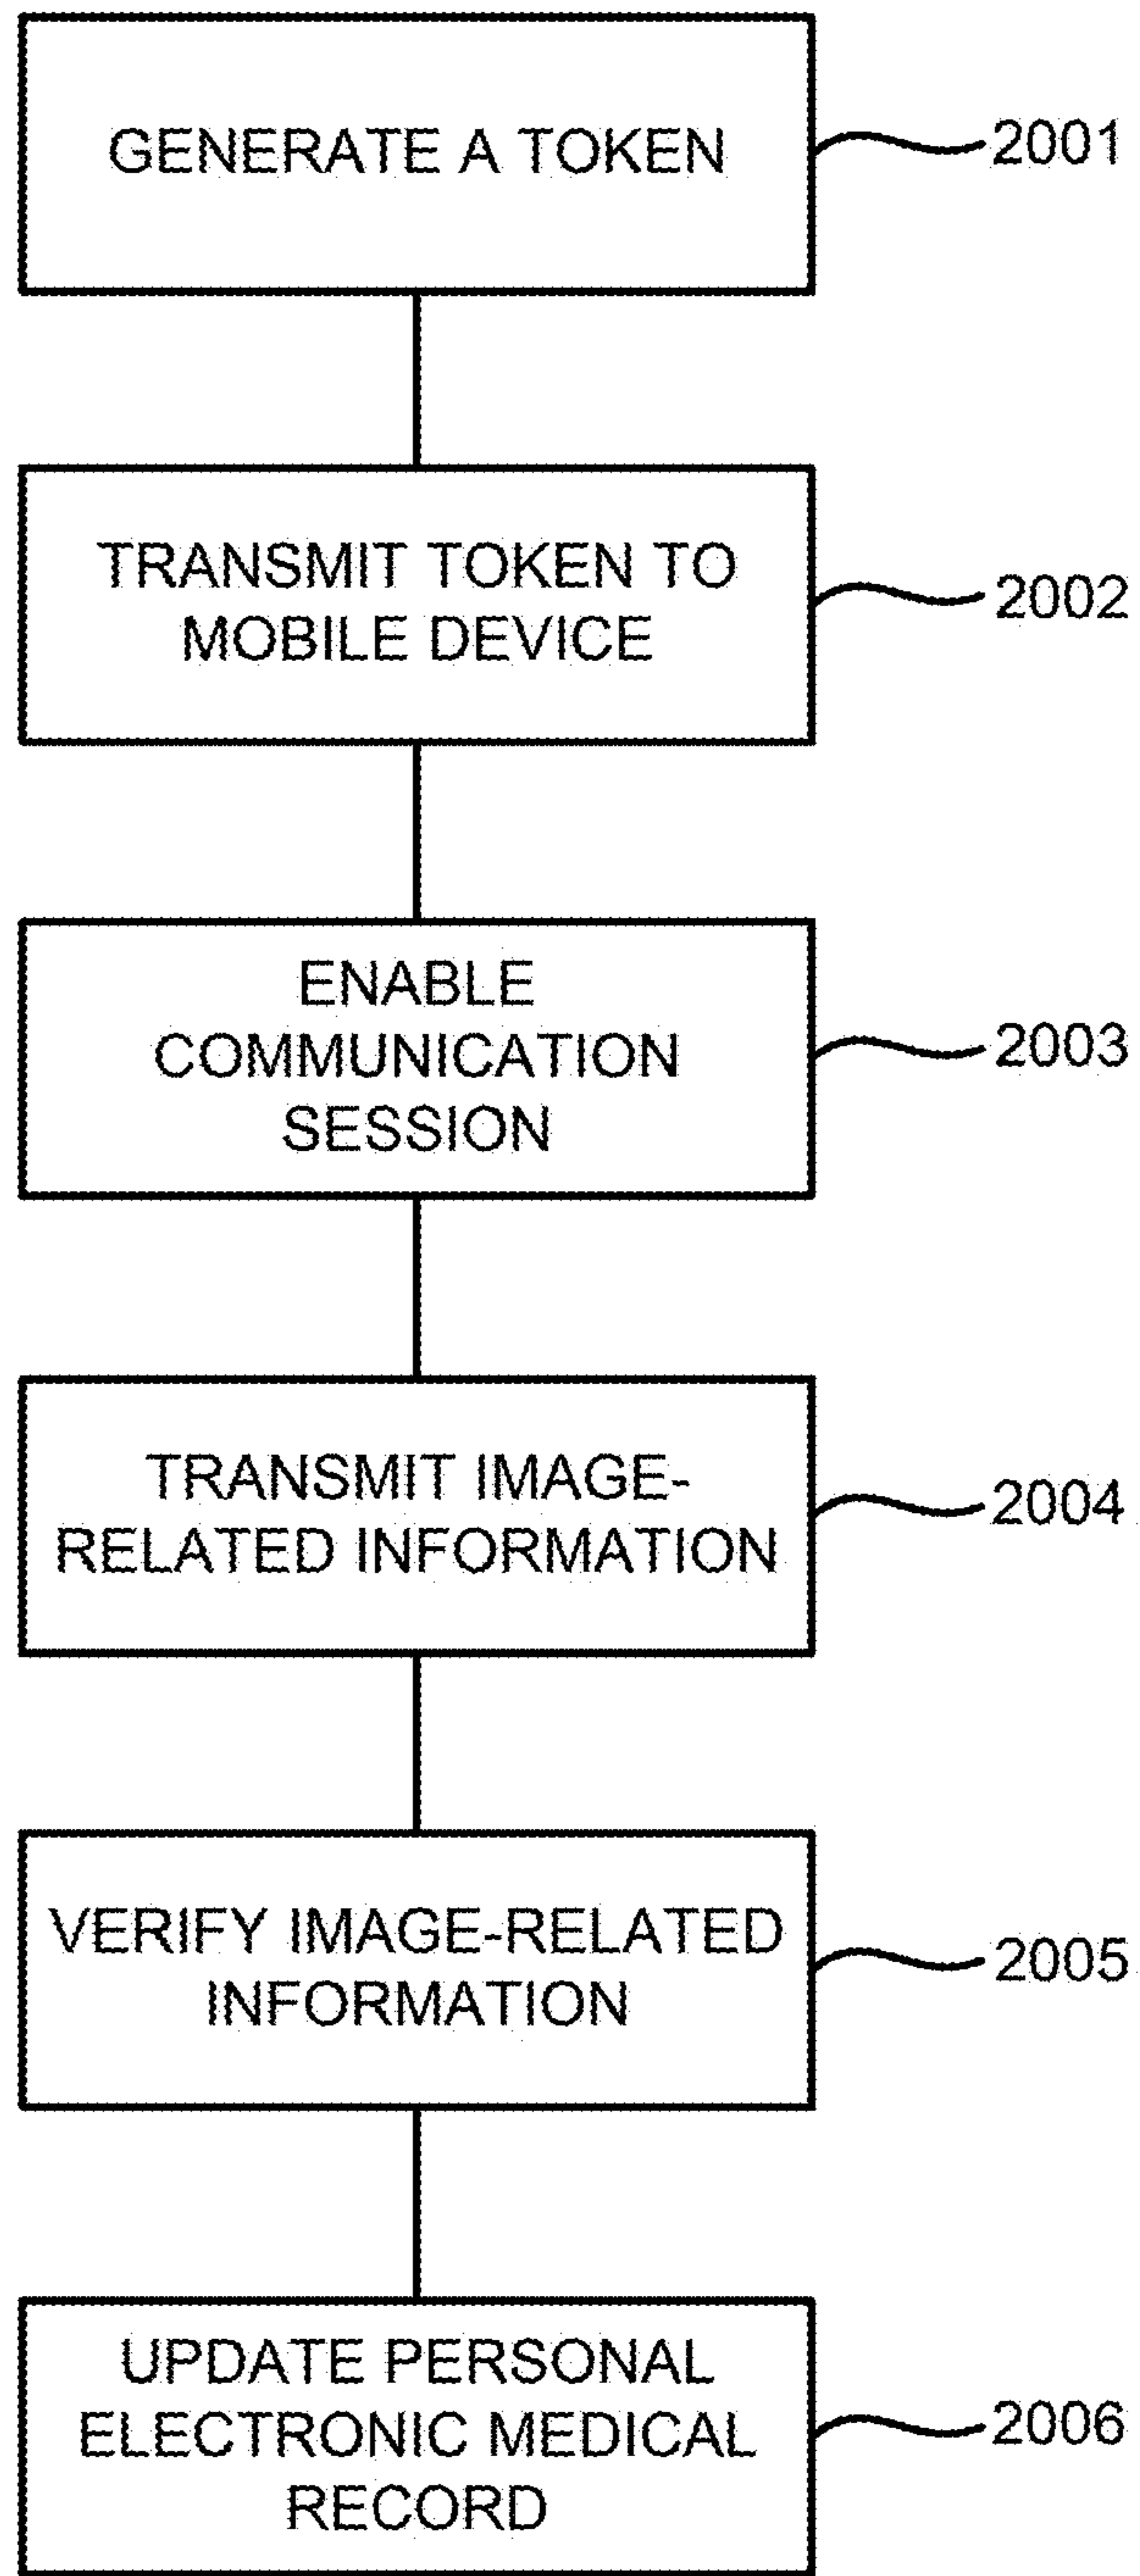 GENERATE A TOKEN
2001
TRANSMIT TOKEN TO
MOBILE DEVICE
2002
ENABLE
COMMUNICATION
SESSION
2003
TRANSMIT IMAGE-
RELATED INFORMATION
2004
VERIFY IMAGE-RELATED
INFORMATION
2005
UPDATE PERSONAL
ELECTRONIC MEDICAL
RECORD
2006